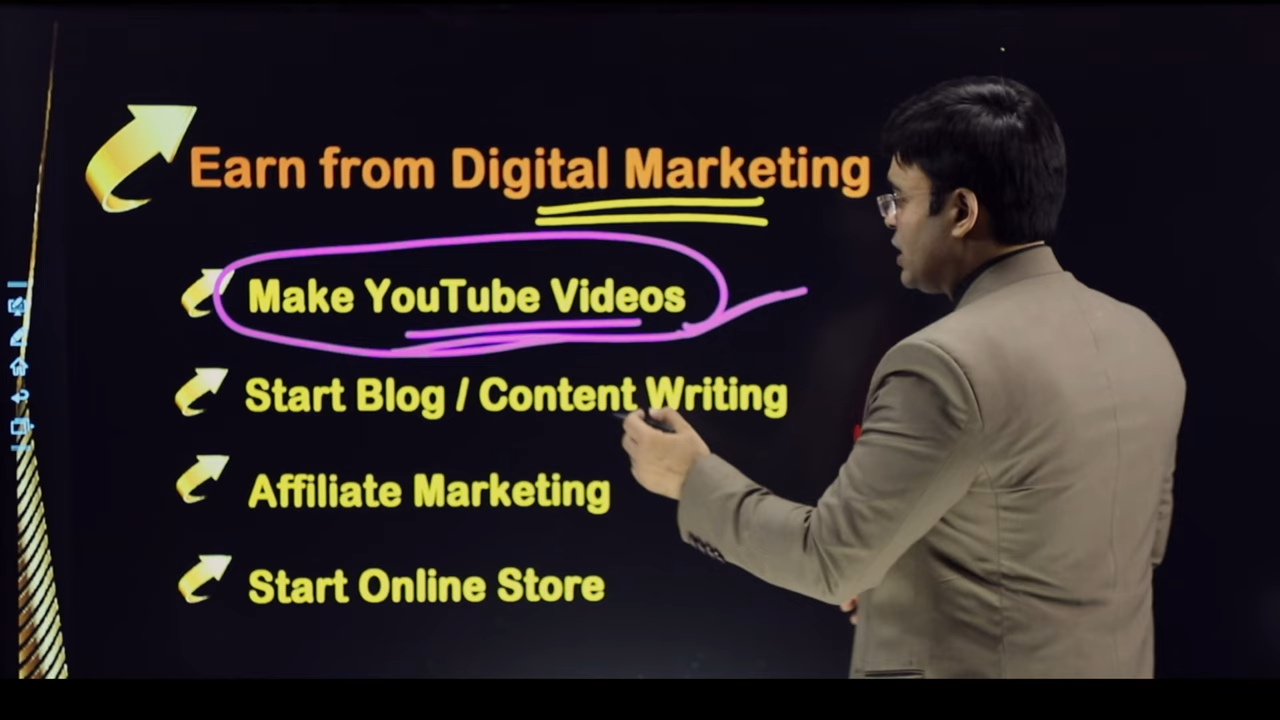 Earn from Digital Marketing
Make YouTube Videos
Start Blog / Content Writing
Affiliate Marketing
Start Online Store